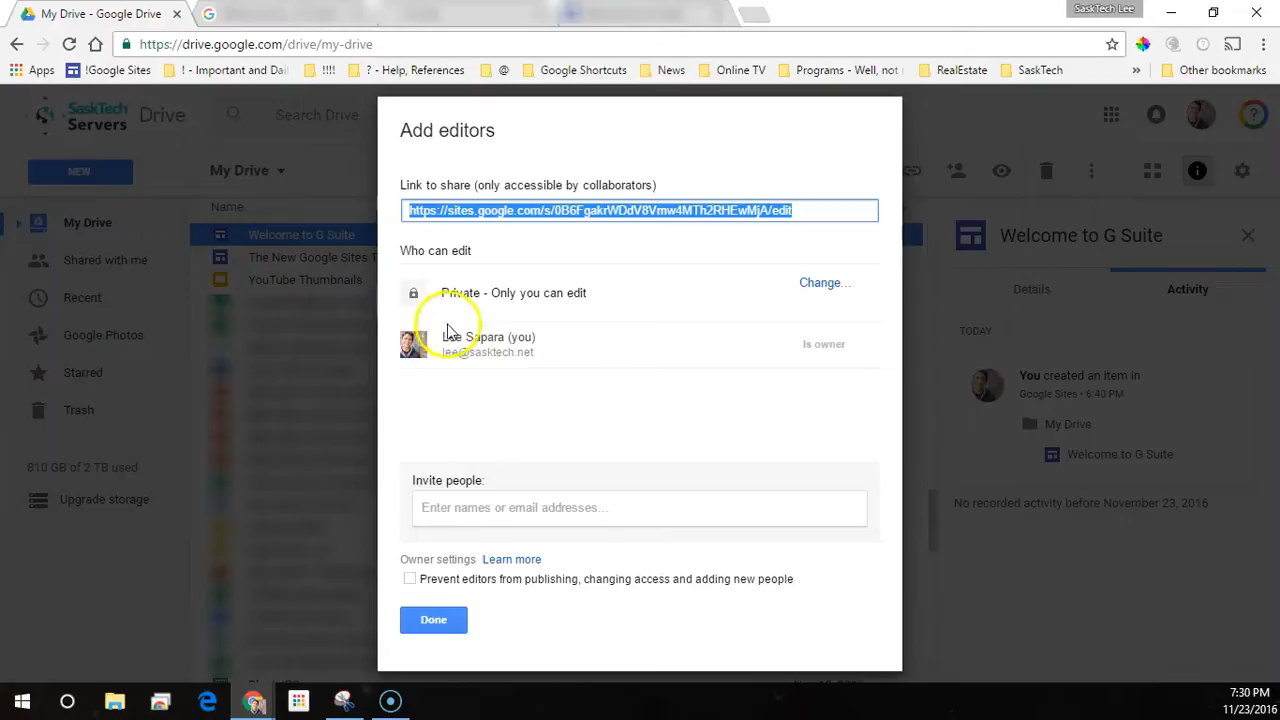 My Drive - Google Drive
SaskTech Lee
https://drive.google.com/drive/my-drive
Apps
!Google Sites
! - Important and Dai
!!!!
? - Help, References
@
Google Shortcuts
News
Online TV
Programs - Well, not
RealEstate
SaskTech
Other bookmarks
SaskTech
Servers
Drive
Search Drive
NEW
My Drive
Name
My Drive
Shared with me
Recent
Google Photos
Starred
Trash
810 GB of 2 TB used
Upgrade storage
Welcome to G Suite
The New Google Sites T
YouTube Thumbnails
Add editors
Link to share (only accessible by collaborators)
https://sites.google.com/s/0B6FgakrWDdV8Vmw4MTh2RHEwMjA/edit
Who can edit
Private - Only you can edit
Change...
Lee Sapara (you)
lee@sasktech.net
Is owner
Invite people:
Enter names or email addresses...
Owner settings Learn more
Prevent editors from publishing, changing access and adding new people
Done
Welcome to G Suite
Details
Activity
TODAY
You created an item in
Google Sites • 6:40 PM
My Drive
Welcome to G Suite
No recorded activity before November 23, 2016
7:30 PM
11/23/2016